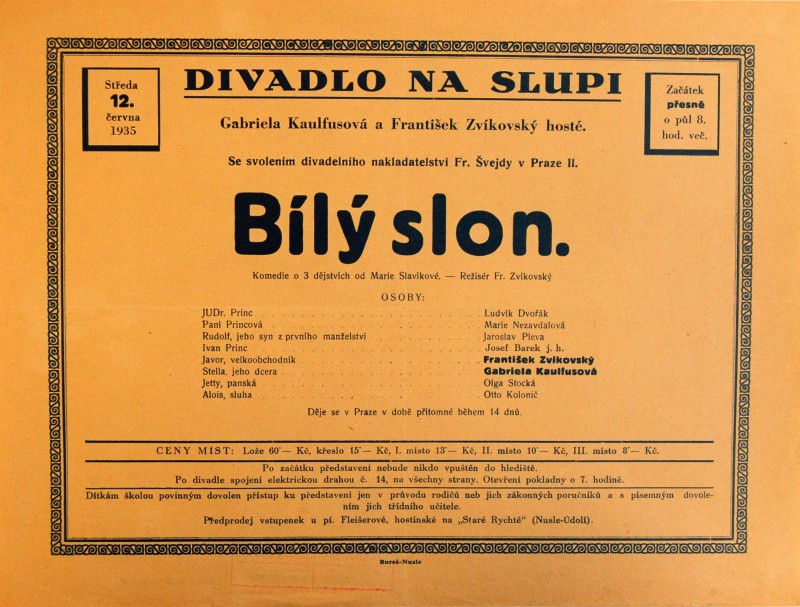 Středa
12.
června
1935
DIVADLO NA SLUPI
Začátek
přesně
o půl 8.
hod. več.
Gabriela Kaulfusová a František Zvíkovský hosté.
Se svolením divadelního nakladatelství Fr. Švejdy v Praze II.
Bílý slon.
Komedie o 3 dějstvích od Marie Slavíkové. — Režisér Fr. Zvíkovský
OSOBY:
JUDr. Princ . . . . . . . . . . Ludvík Dvořák
Paní Princová . . . . . . . . . . Marie Nezavdalová
Rudolf, jeho syn z prvního manželství . . . . . . . . . . Jaroslav Pleva
Ivan Princ . . . . . . . . . . Josef Barek j. h.
Javor, velkoobchodník . . . . . . . . . . František Zvíkovský
Stella, jeho dcera . . . . . . . . . . Gabriela Kaulfusová
Jetty, panská . . . . . . . . . . Olga Stocká
Alois, sluha . . . . . . . . . . Otto Kolonič
Děje se v Praze v době přítomné během 14 dnů.
CENY MÍST: Lože 60'— Kč, křeslo 15'— Kč, I. místo 13'— Kč, II. místo 10'— Kč, III. místo 8'— Kč.
Po začátku představení nebude nikdo vpuštěn do hlediště.
Po divadle spojení elektrickou drahou č. 14, na všechny strany. Otevření pokladny o 7. hodině.
Dítkám školou povinným dovolen přístup ku představení jen v průvodu rodičů neb jich zákonných poručníků a s písemným dovole-
ním jich třídního učitele.
Předprodej vstupenek u pí. Fleišerové, hostinské na „Staré Rychtě" (Nusle-Údolí).
Bureš-Nusle